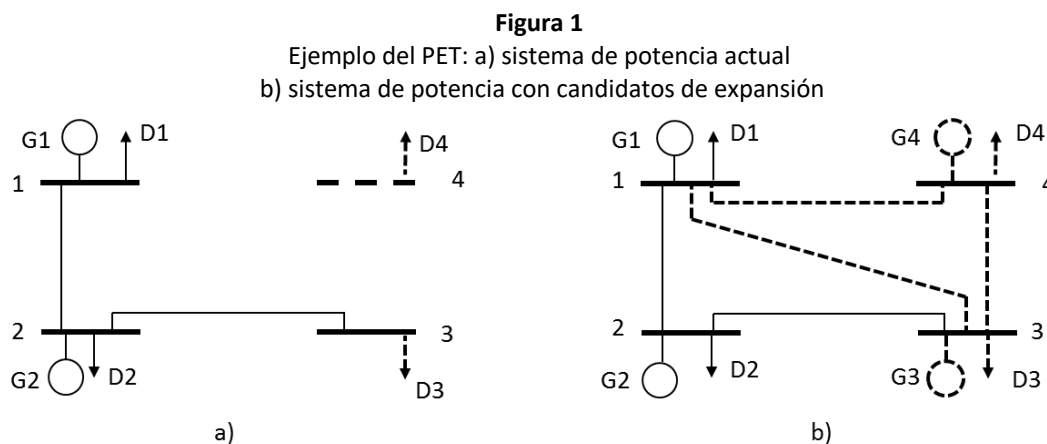 Figura 1
Ejemplo del PET: a) sistema de potencia actual
b) sistema de potencia con candidatos de expansión
G1
D1
D4
1
4
2
3
G2
D2
D3
a)
G1
D1
G4
D4
1
4
2
3
G2
D2
G3
D3
b)